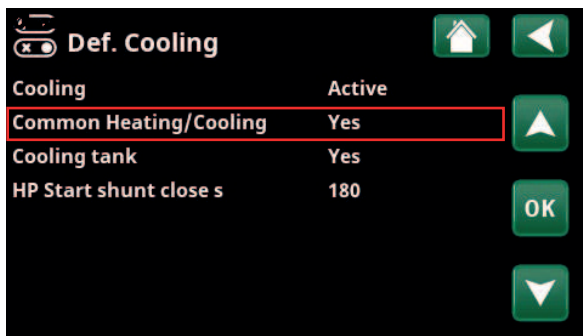 Def. Cooling
Cooling Active
Common Heating/Cooling Yes
Cooling tank Yes
HP Start shunt close s 180
OK